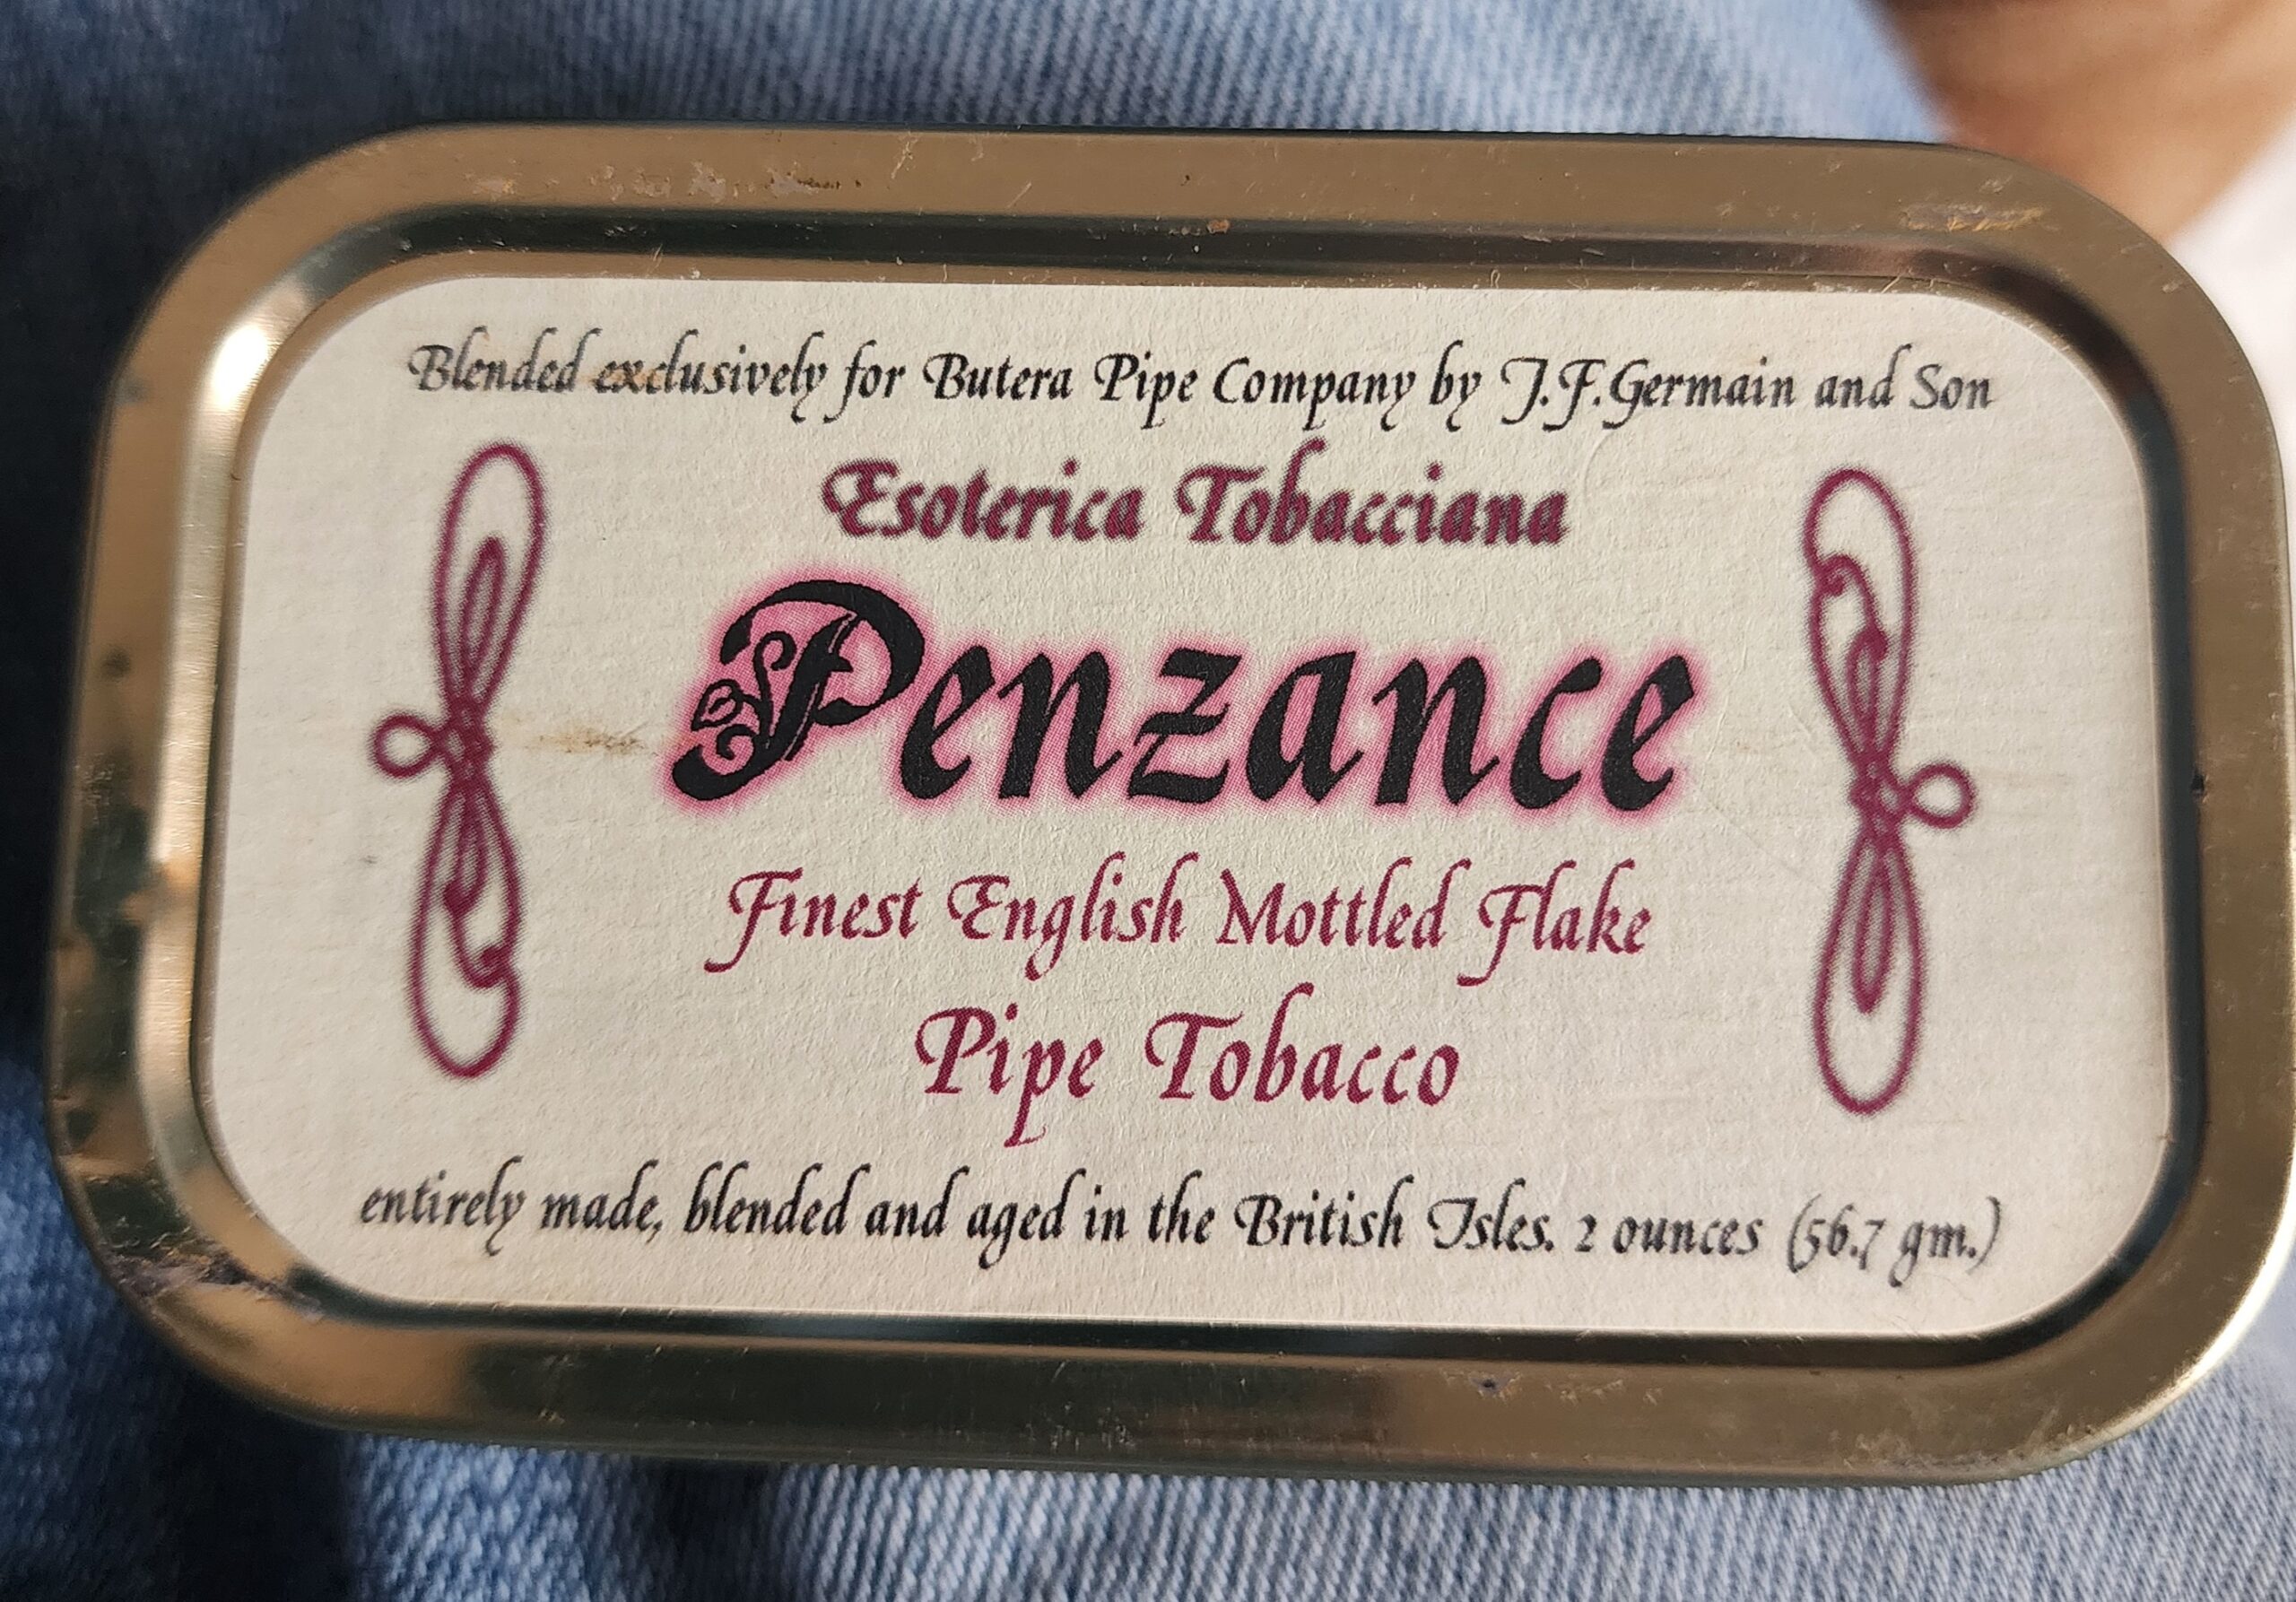 Blended exclusively for Butera Pipe Company by J.F.Germain and Son
Esoterica Tobacciana
Penzance
Finest English Mottled Flake
Pipe Tobacco
entirely made, blended and aged in the British Isles. 2 ounces (56.7 gm.)